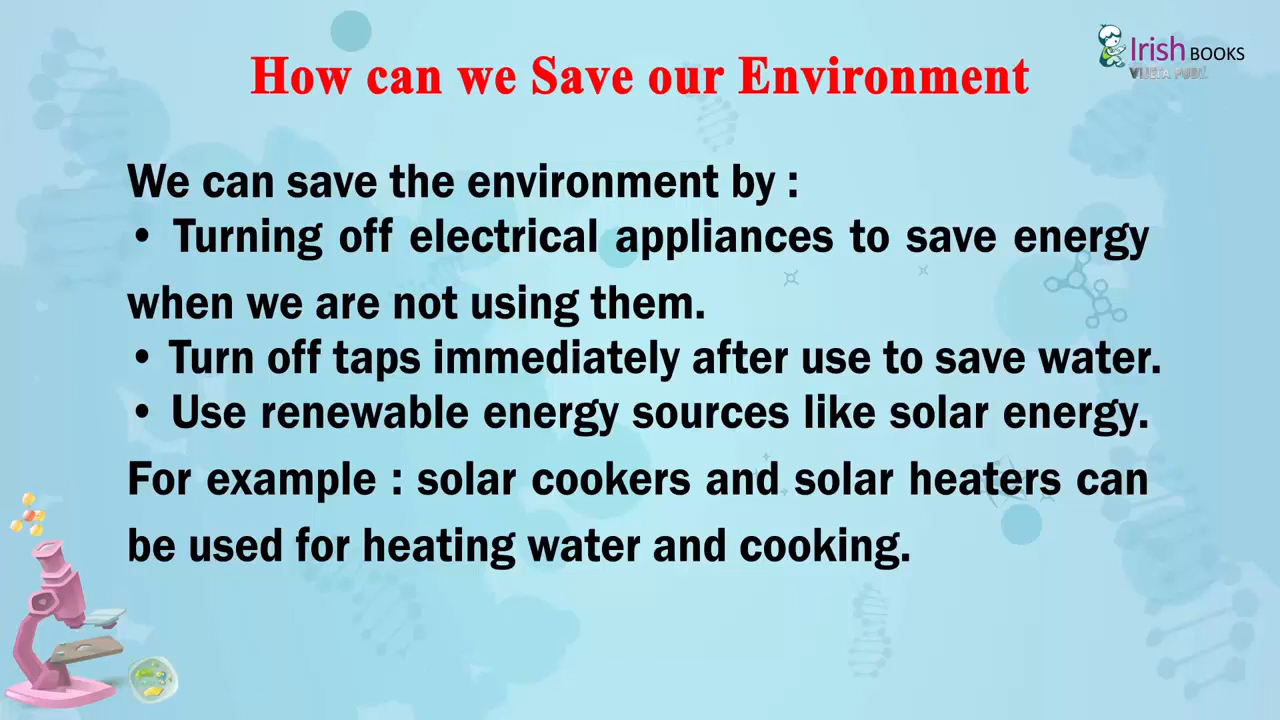 How can we Save our Environment
Irish BOOKS
We can save the environment by :
• Turning off electrical appliances to save energy
when we are not using them.
• Turn off taps immediately after use to save water.
• Use renewable energy sources like solar energy.
For example : solar cookers and solar heaters can
be used for heating water and cooking.